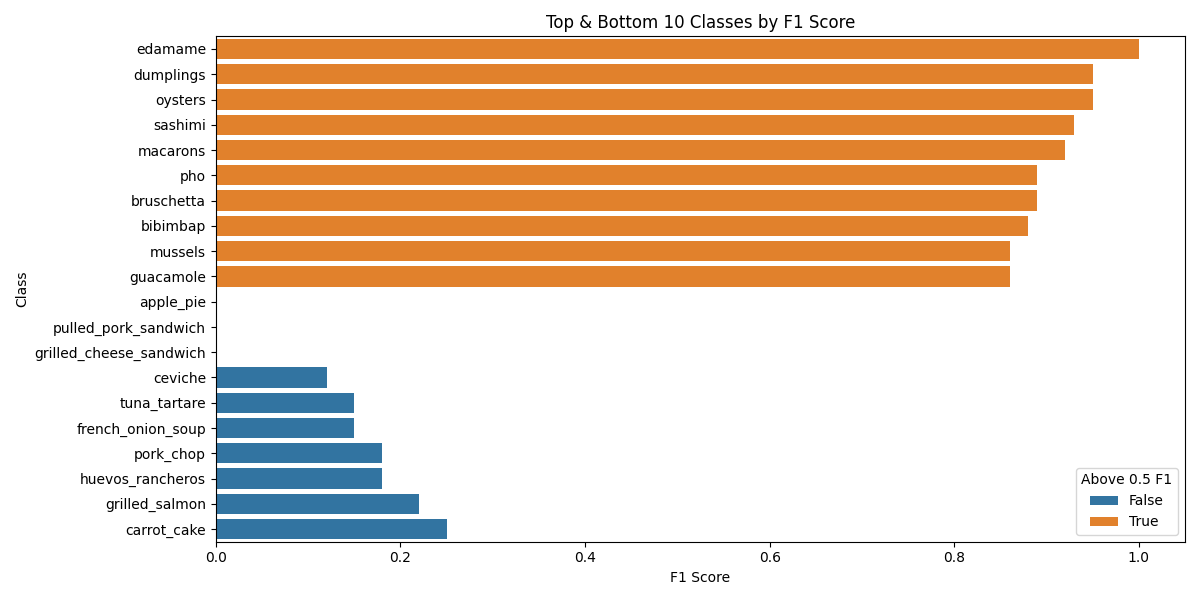 Top & Bottom 10 Classes by F1 Score
Class
edamame
dumplings
oysters
sashimi
macarons
pho
bruschetta
bibimbap
mussels
guacamole
apple_pie
pulled_pork_sandwich
grilled_cheese_sandwich
ceviche
tuna_tartare
french_onion_soup
pork_chop
huevos_rancheros
grilled_salmon
carrot_cake
Above 0.5 F1
False
True
0.0 0.2 0.4 0.6 0.8 1.0
F1 Score